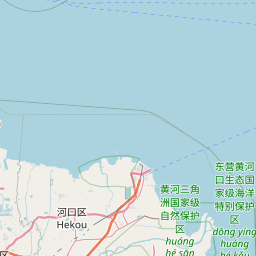 河口区
Hekou
黄河三角
洲国家级
自然保护
区
huáng
hé sān
东营黄河
口生态国
家级海洋
特别保护
区
dōng yíng
huáng
hé kǒu